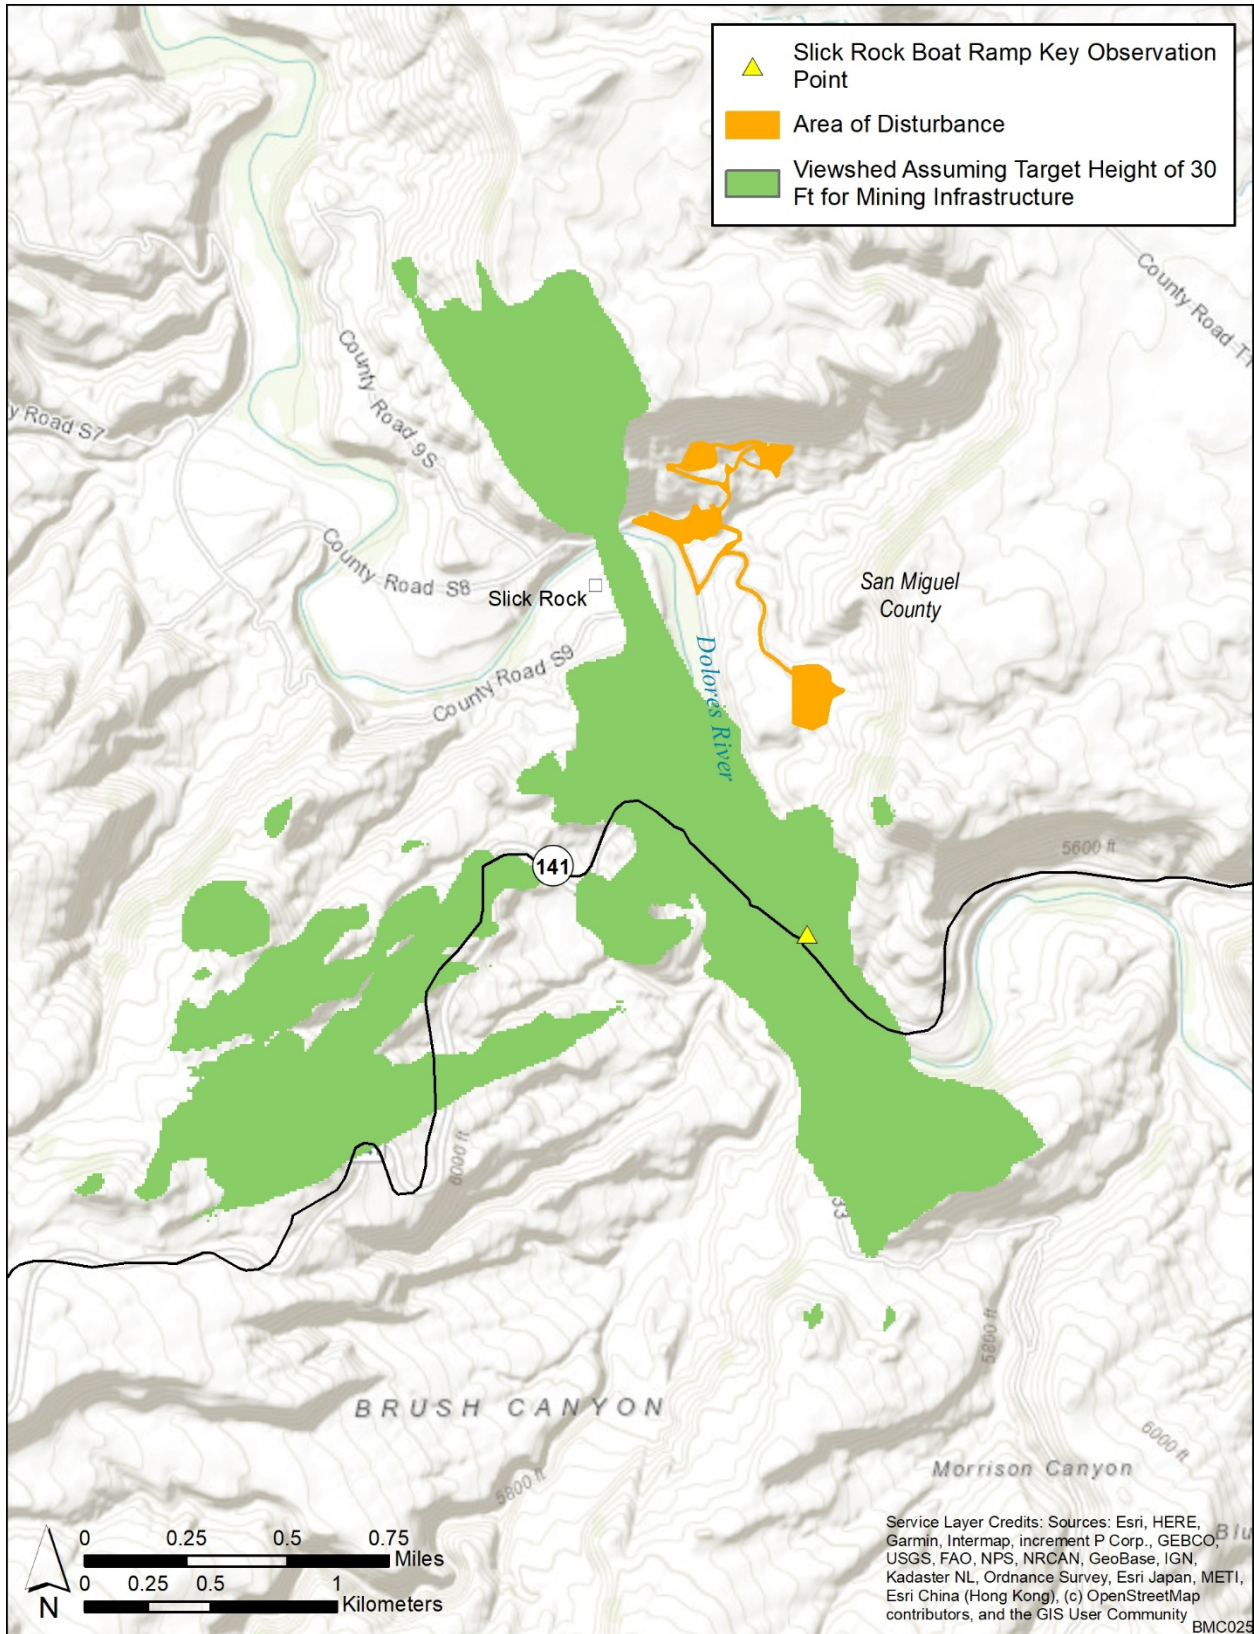 Slick Rock Boat Ramp Key Observation
Point
Area of Disturbance
Viewshed Assuming Target Height of 30
Ft for Mining Infrastructure
County Road T
County Road 9S
y Road S7
County Road S8
Slick Rock
San Miguel
County
County Road S9
Dolores River
141
5600 ft
6000 ft
33
5800 ft
BRUSH CANYON
6000 ft
Morrison Canyon
5800 ft
Blu
0 0.25 0.5 0.75
Miles
0 0.25 0.5 1
Kilometers
N
Service Layer Credits: Sources: Esri, HERE,
Garmin, Intermap, increment P Corp., GEBCO,
USGS, FAO, NPS, NRCAN, GeoBase, IGN,
Kadaster NL, Ordnance Survey, Esri Japan, METI,
Esri China (Hong Kong), (c) OpenStreetMap
contributors, and the GIS User Community
BMC025